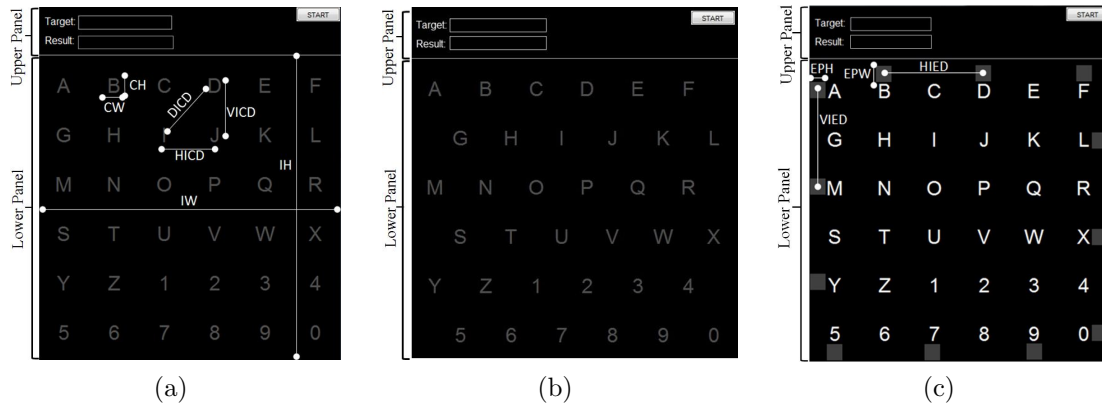 Upper Panel
Target:
START
Result:
Lower Panel
A B C D E F
CH
CW
DICD
VICD
G H I J K L
HICD
IH
M N O P Q R
IW
S T U V W X
Y Z 1 2 3 4
5 6 7 8 9 0
(a)
Upper Panel
Target:
START
Result:
Lower Panel
A B C D E F
G H I J K L
M N O P Q R
S T U V W X
Y Z 1 2 3 4
5 6 7 8 9 0
(b)
Upper Panel
Target:
START
Result:
Lower Panel
EPH
EPW
HIED
A B C D E F
VIED
G H I J K L
M N O P Q R
S T U V W X
Y Z 1 2 3 4
5 6 7 8 9 0
(c)